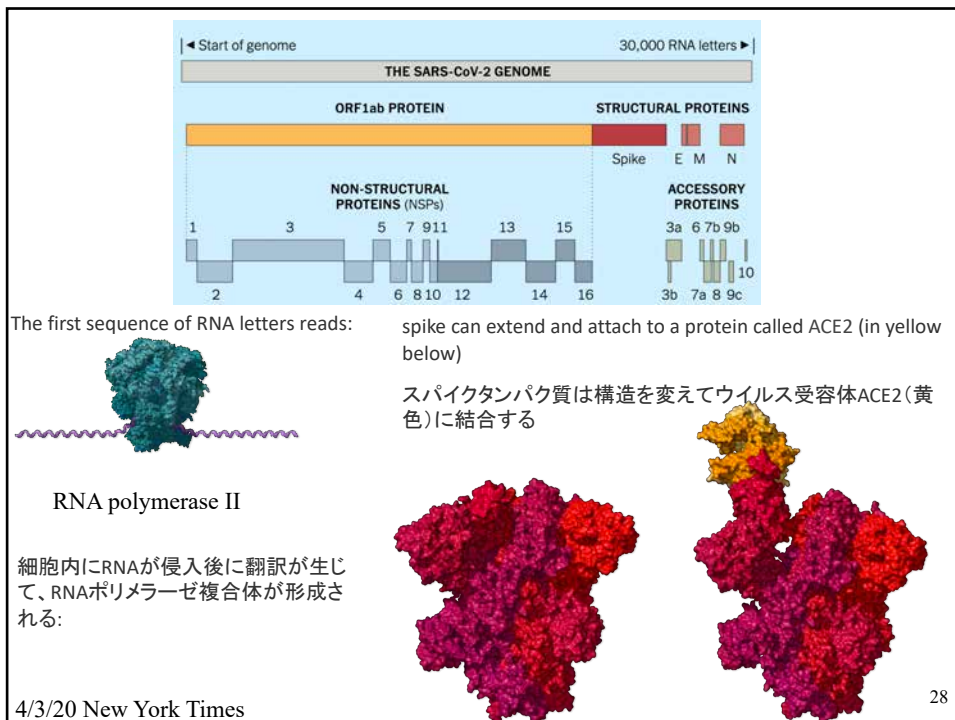 ◄ Start of genome 30,000 RNA letters ►
THE SARS-CoV-2 GENOME
ORF1ab PROTEIN STRUCTURAL PROTEINS
Spike E M N
NON-STRUCTURAL
PROTEINS (NSPs)
ACCESSORY
PROTEINS
1 3 5 7 9 11 13 15 3a 6 7b 9b
2 4 6 8 10 12 14 16 3b 7a 8 9c 10
The first sequence of RNA letters reads:
RNA polymerase II
細胞内にRNAが侵入後に翻訳が生じ
て、RNAポリメラーゼ複合体が形成さ
れる:
spike can extend and attach to a protein called ACE2 (in yellow
below)
スパイクタンパク質は構造を変えてウイルス受容体ACE2(黄
色)に結合する
4/3/20 New York Times
28